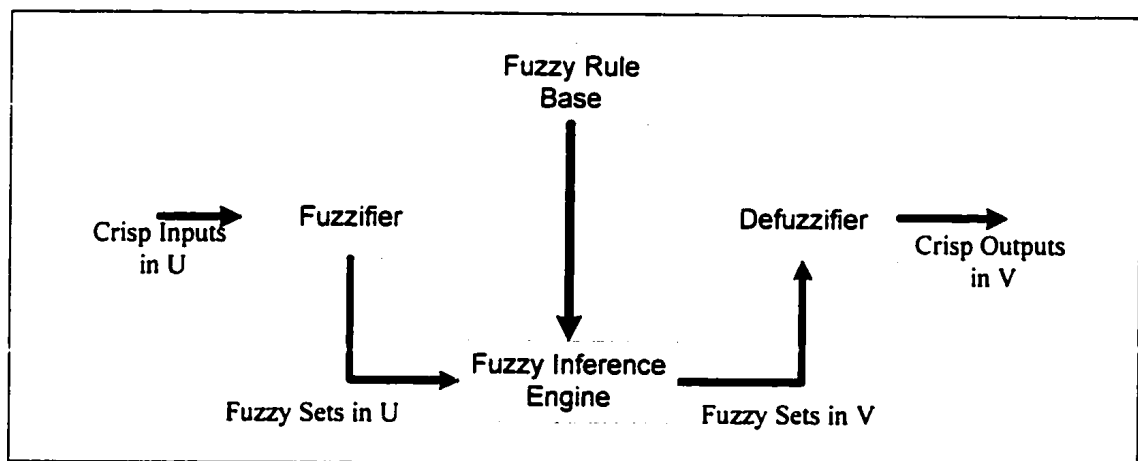 Fuzzy Rule
Base
Fuzzifier
Defuzzifier
Crisp Inputs
in U
Crisp Outputs
in V
Fuzzy Inference
Engine
Fuzzy Sets in U
Fuzzy Sets in V